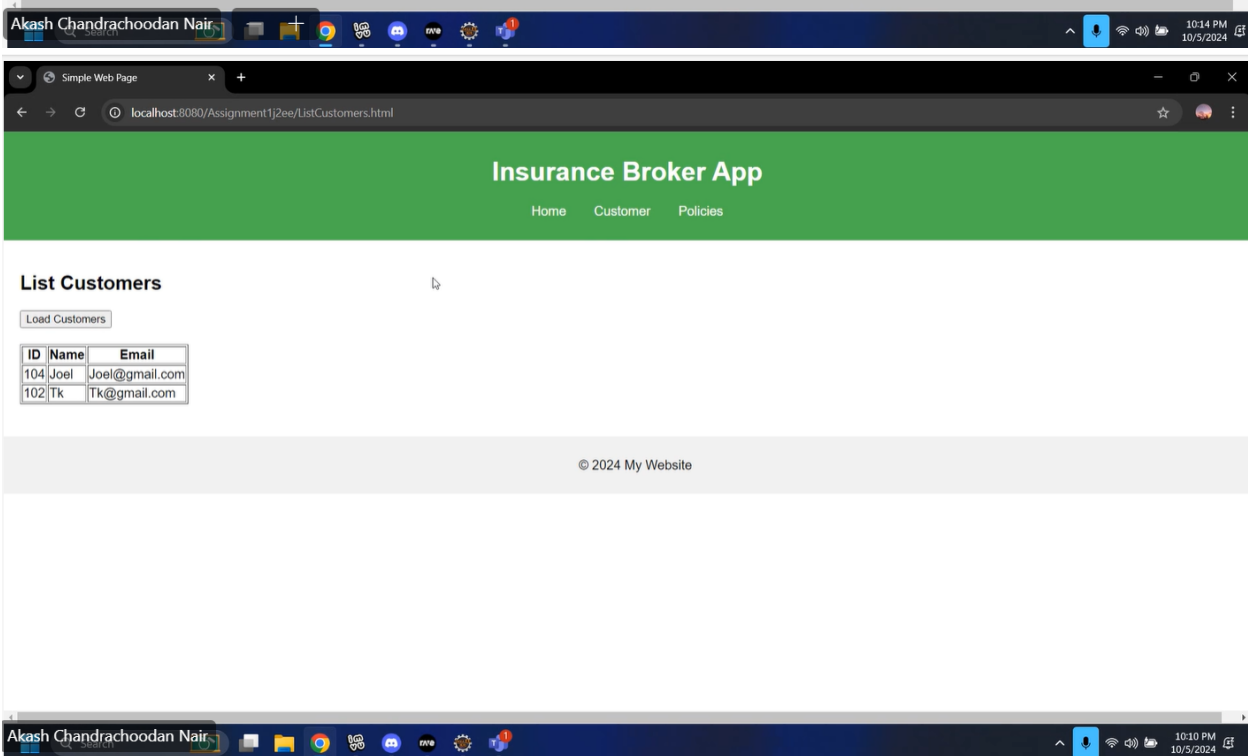 Akash Chandrachoodan Nair
Search
1
10:14 PM
10/5/2024
Simple Web Page
localhost:8080/Assignment1j2ee/ListCustomers.html
Insurance Broker App
Home Customer Policies
List Customers
Load Customers
ID Name Email
104 Joel Joel@gmail.com
102 Tk Tk@gmail.com
© 2024 My Website
Akash Chandrachoodan Nair
Search
1
10:10 PM
10/5/2024